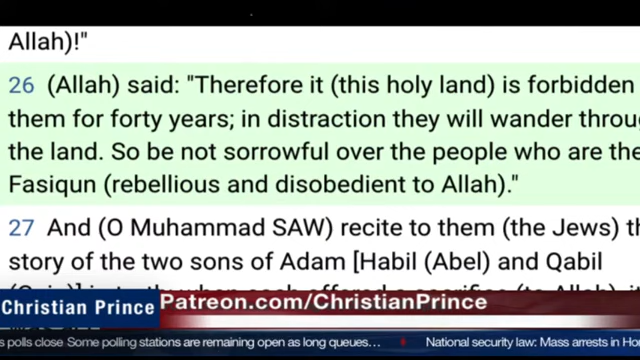 Allah)!"
26 (Allah) said: "Therefore it (this holy land) is forbidden
them for forty years; in distraction they will wander throu
the land. So be not sorrowful over the people who are the
Fasiqun (rebellious and disobedient to Allah)."
27 And (O Muhammad SAW) recite to them (the Jews) th
story of the two sons of Adam [Habil (Abel) and Qabil
Christian Prince
Patreon.com/ChristianPrince
s polls close Some polling stations are remaining open as long queues... National security law: Mass arrests in Ho